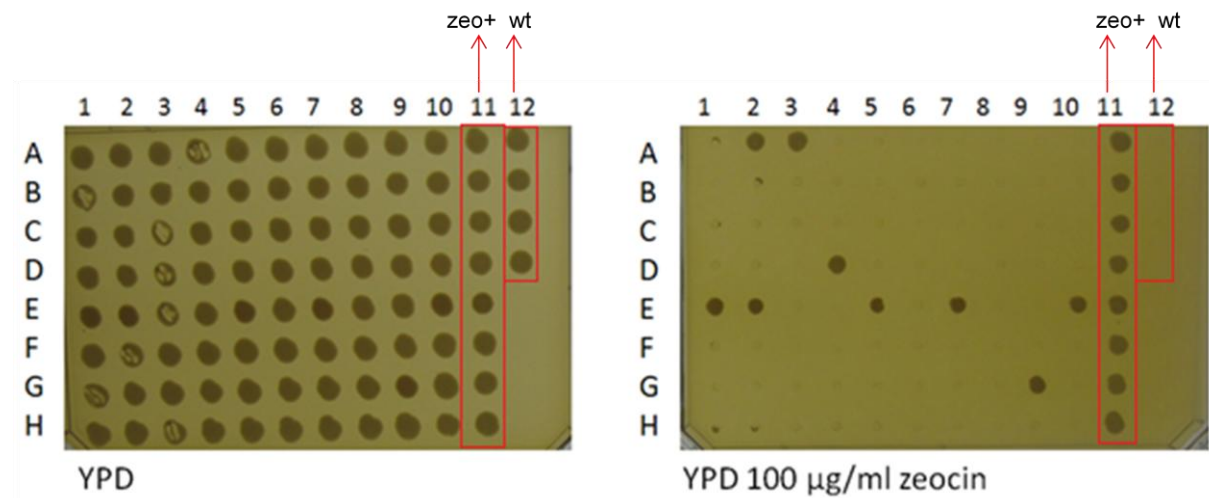 zeo+ wt zeo+ wt
1 2 3 4 5 6 7 8 9 10 11 12 1 2 3 4 5 6 7 8 9 10 11 12
A A
B B
C C
D D
E E
F F
G G
H H
YPD YPD 100 µg/ml zeocin